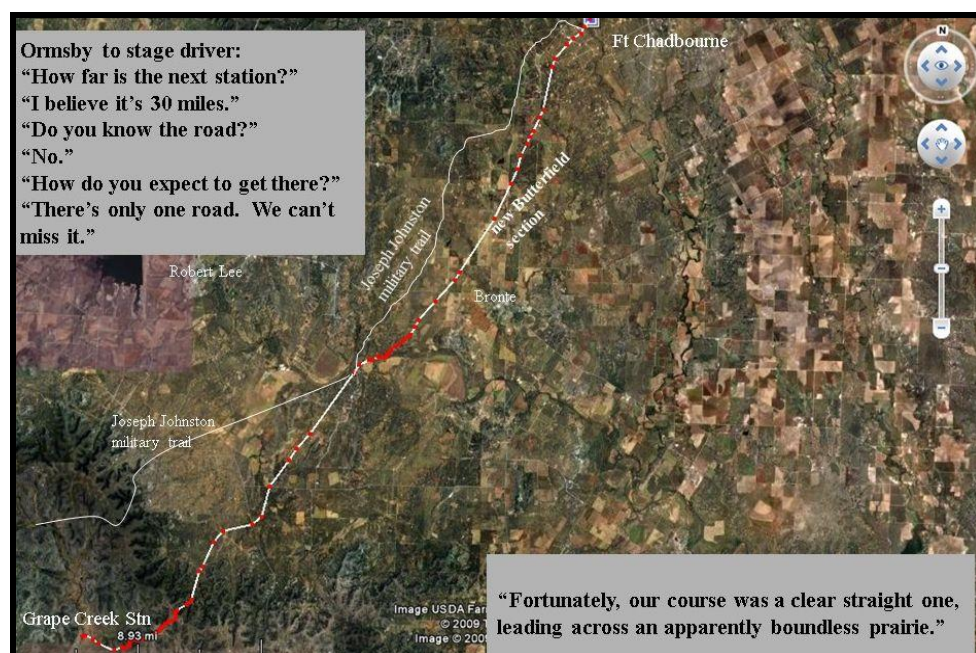 Ormsby to stage driver:
“How far is the next station?”
“I believe it’s 30 miles.”
“Do you know the road?”
“No.”
“How do you expect to get there?”
“There’s only one road.  We can’t
miss it.”
Ft Chadbourne
N
new Butterfield
section
Joseph Johnston
military trail
Robert Lee
Bronte
Joseph Johnston
military trail
Grape Creek Stn
8.93 mi
Image USDA Far
© 2009 T
Image © 2009
“Fortunately, our course was a clear straight one,
leading across an apparently boundless prairie.”